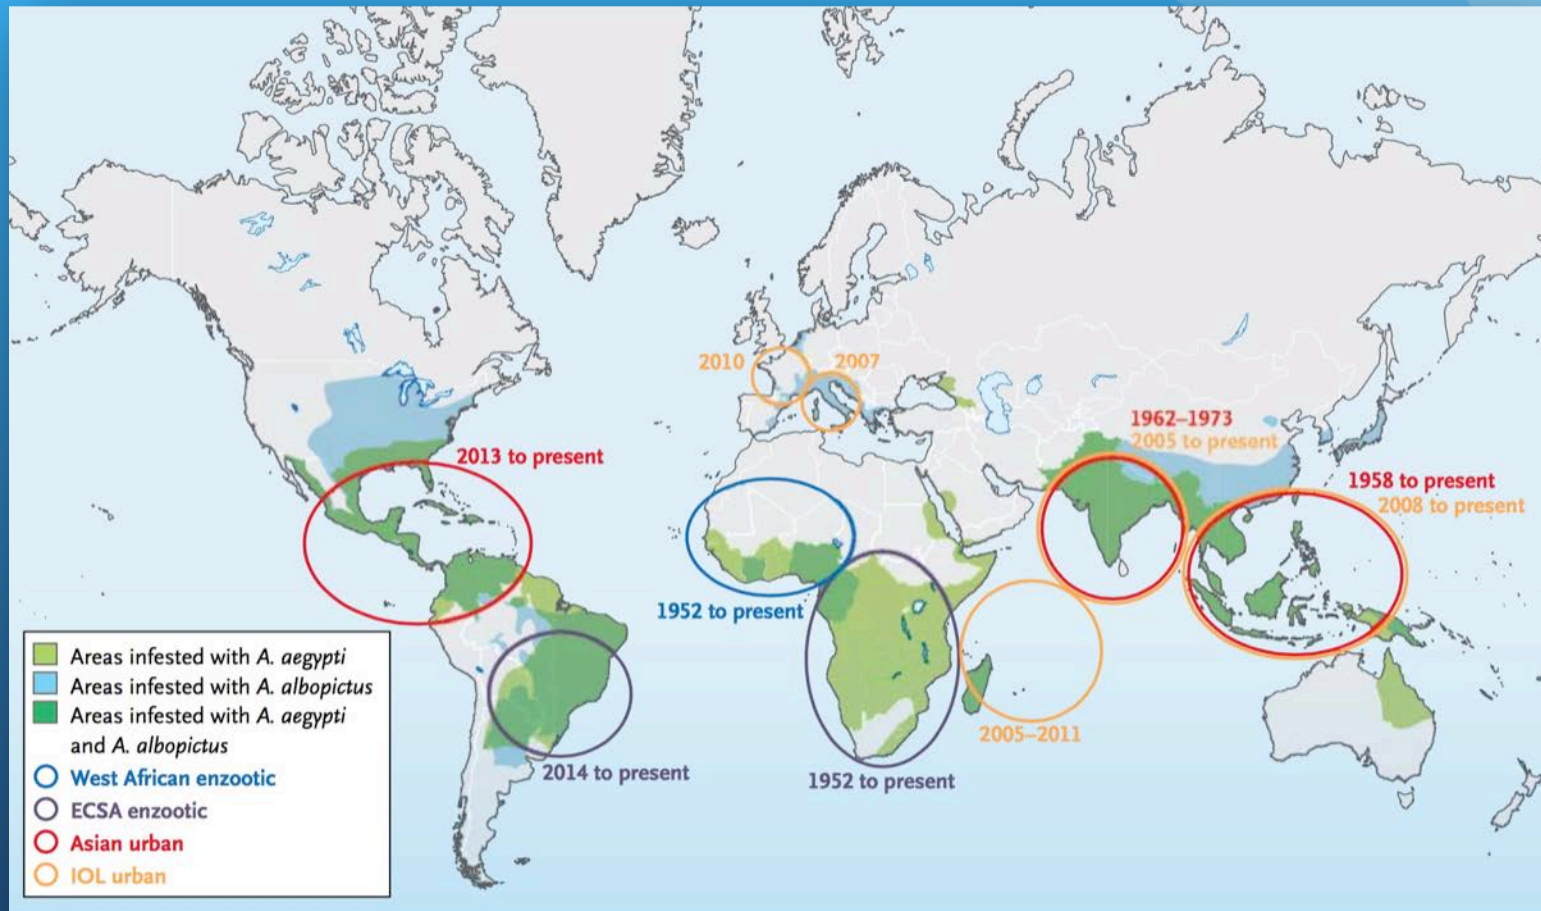 2010
2007
1962–1973
2005 to present
2013 to present
1958 to present
2008 to present
1952 to present
2005–2011
2014 to present
1952 to present
Areas infested with A. aegypti
Areas infested with A. albopictus
Areas infested with A. aegypti
and A. albopictus
West African enzootic
ECSA enzootic
Asian urban
IOL urban